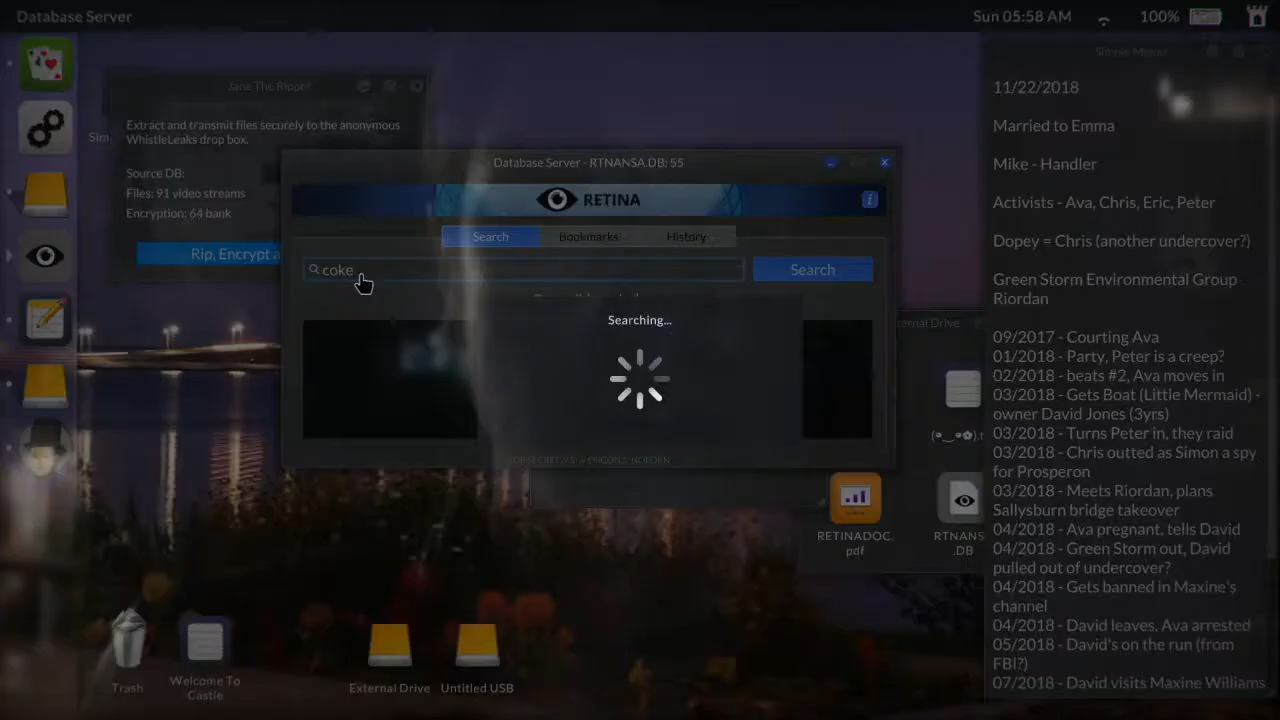 Database Server
Sun 05:58 AM
100%
Jane The Ripper
Extract and transmit files securely to the anonymous
WhistleLeaks drop box.
Sim
Source DB:
Files: 91 video streams
Encryption: 64 bank
Rip, Encrypt a
Database Server - RTNANSA.DB; 55
RETINA
i
Search
Bookmarks
History
coke
Search
Searching...
ernal Drive
RETINADOC.
pdf
RTNANS
.DB
Trash
Welcome To
Castle
External Drive
Untitled USB
11/22/2018
Married to Emma
Mike - Handler
Activists - Ava, Chris, Eric, Peter
Dopey = Chris (another undercover?)
Green Storm Environmental Group
Riordan
09/2017 - Courting Ava
01/2018 - Party, Peter is a creep?
02/2018 - beats #2, Ava moves in
03/2018 - Gets Boat (Little Mermaid) -
owner David Jones (3yrs)
03/2018 - Turns Peter in, they raid
03/2018 - Chris outted as Simon a spy
for Prosperon
03/2018 - Meets Riordan, plans
Sallysburn bridge takeover
04/2018 - Ava pregnant, tells David
04/2018 - Green Storm out, David
pulled out of undercover?
04/2018 - Gets banned in Maxine's
channel
04/2018 - David leaves, Ava arrested
05/2018 - David's on the run (from
FBI?)
07/2018 - David visits Maxine Williams